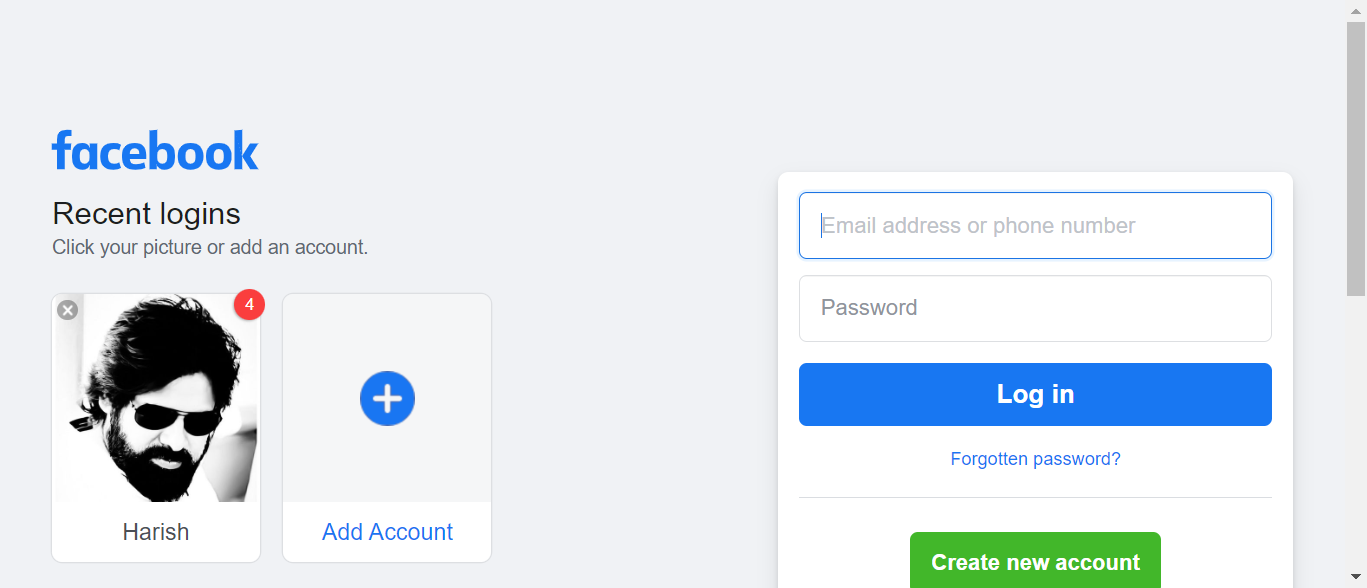 facebook
Recent logins
Click your picture or add an account.
4
Harish
Add Account
Email address or phone number
Password
Log in
Forgotten password?
Create new account